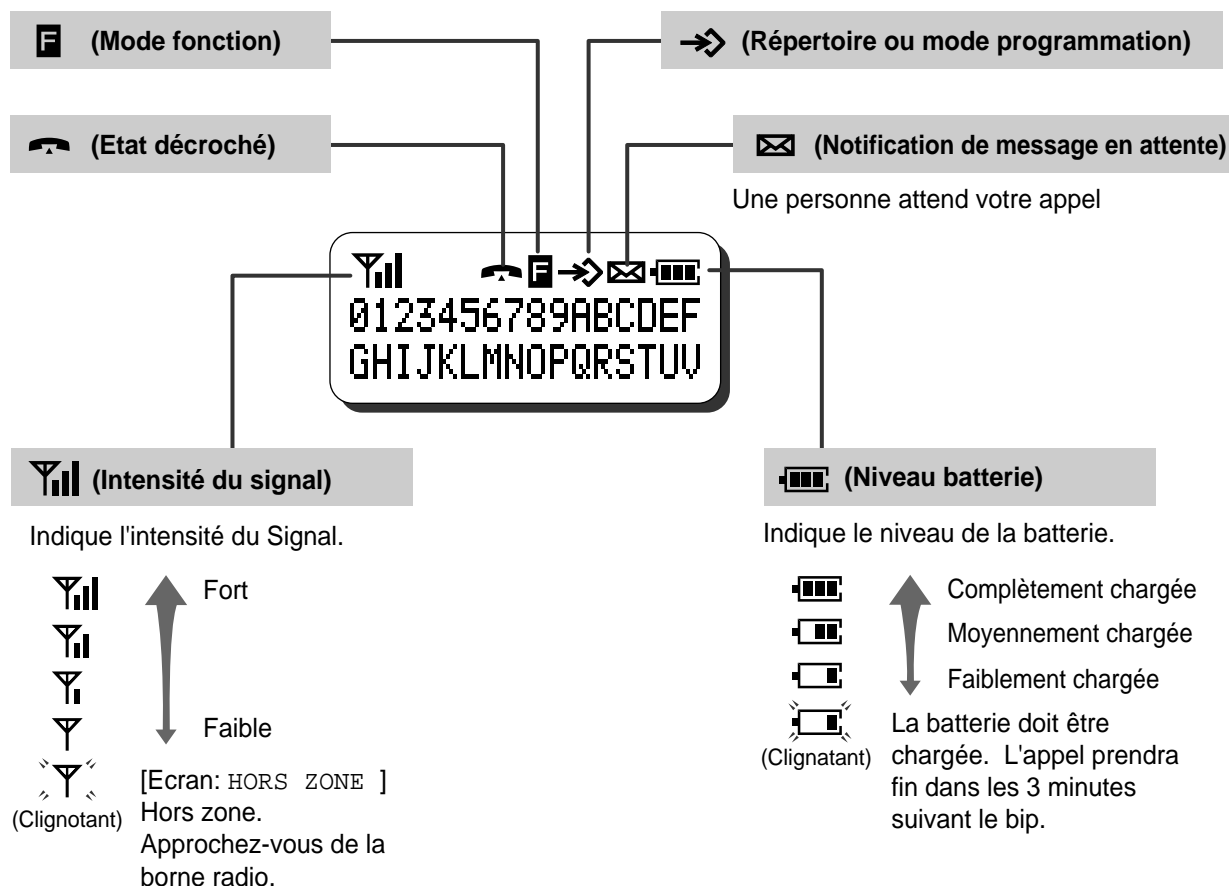 F (Mode fonction)
(Répertoire ou mode programmation)
(Etat décroché)
(Notification de message en attente)
Une personne attend votre appel
F
0123456789ABCDEF
GHIJKLMNOPQRSTUV
(Intensité du signal)
Indique l'intensité du Signal.
Fort
Faible
(Clignotant)
[Ecran: HORS ZONE ]
Hors zone.
Approchez-vous de la
borne radio.
(Niveau batterie)
Indique le niveau de la batterie.
Complètement chargée
Moyennement chargée
Faiblement chargée
(Clignatant)
La batterie doit être
chargée. L'appel prendra
fin dans les 3 minutes
suivant le bip.